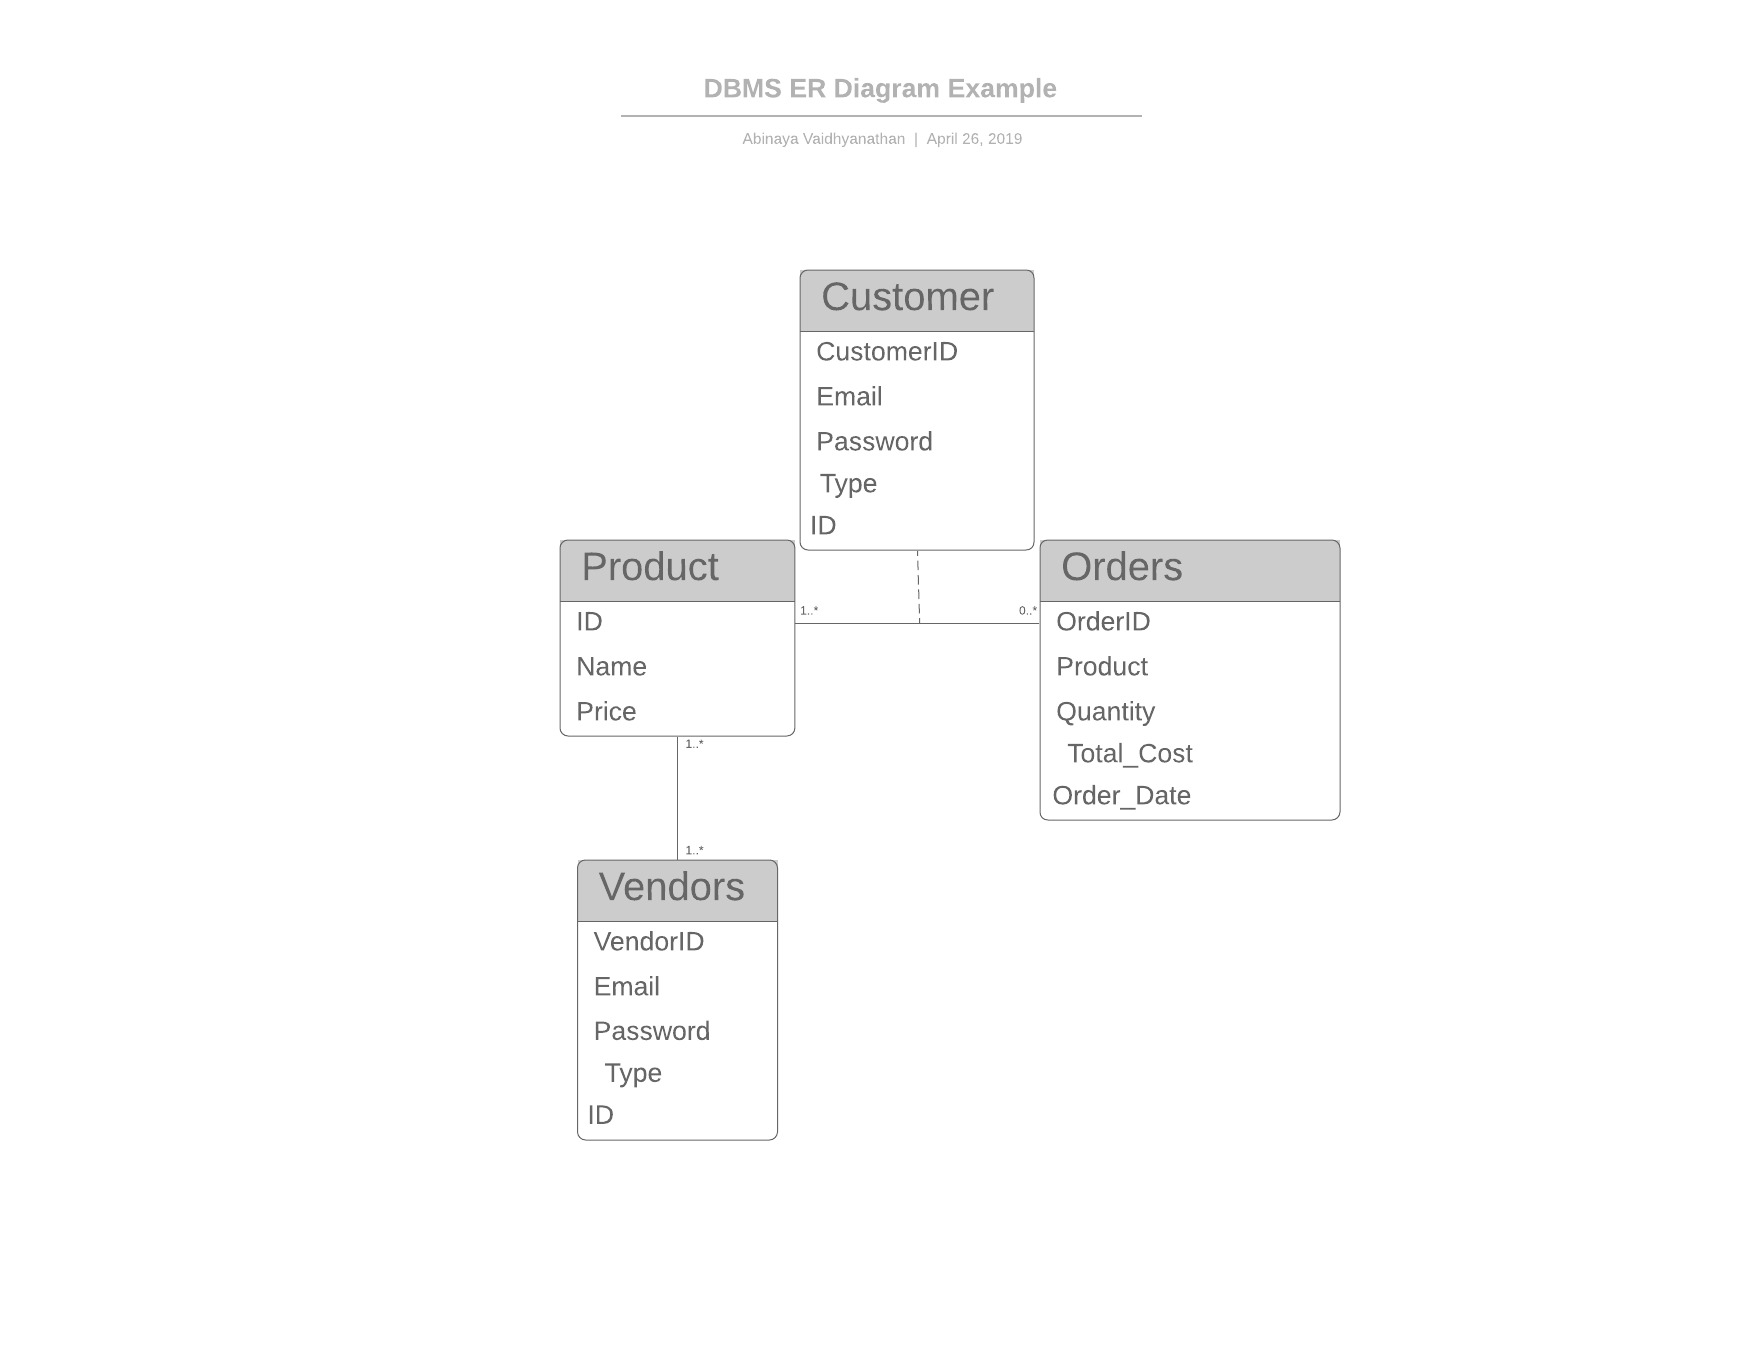 DBMS ER Diagram Example
Abinaya Vaidhyanathan | April 26, 2019
Customer
CustomerID
Email
Password
Type
ID
Product
ID
Name
Price
1..*
0..*
Orders
OrderID
Product
Quantity
Total_Cost
Order_Date
1..*
1..*
Vendors
VendorID
Email
Password
Type
ID